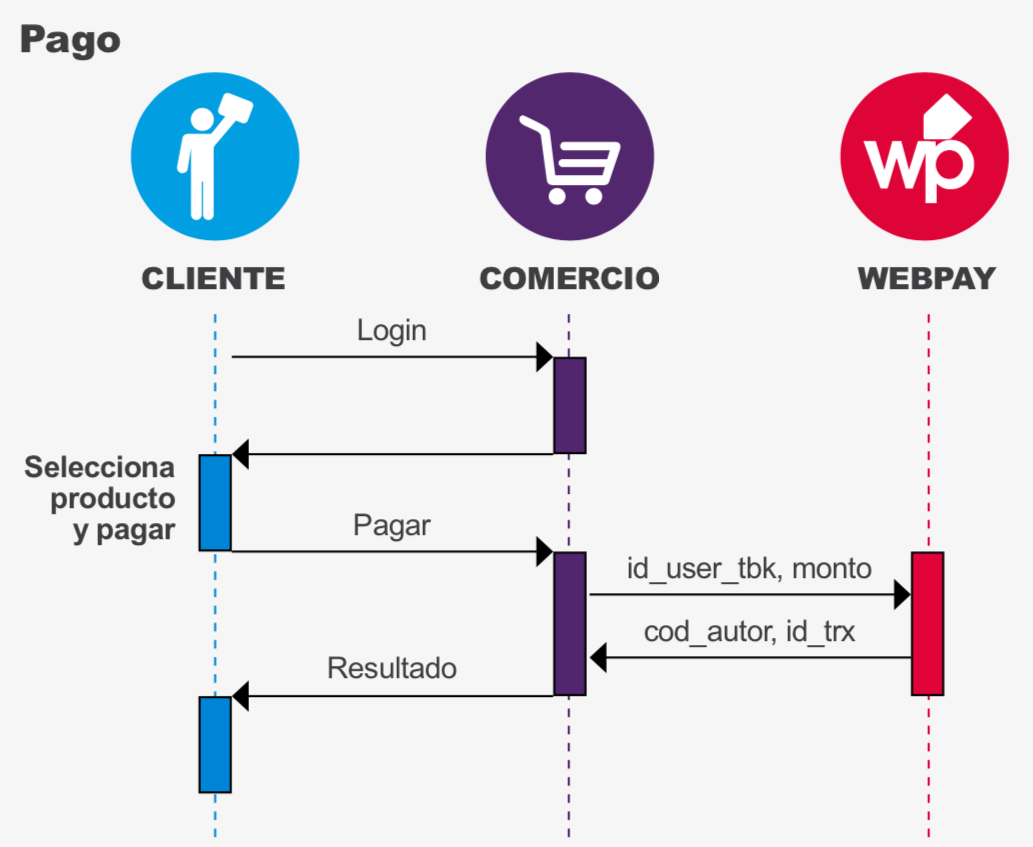 Pago
wp
CLIENTE
COMERCIO
WEBPAY
Login
Selecciona
producto
y pagar
Pagar
id_user_tbk, monto
cod_autor, id_trx
Resultado